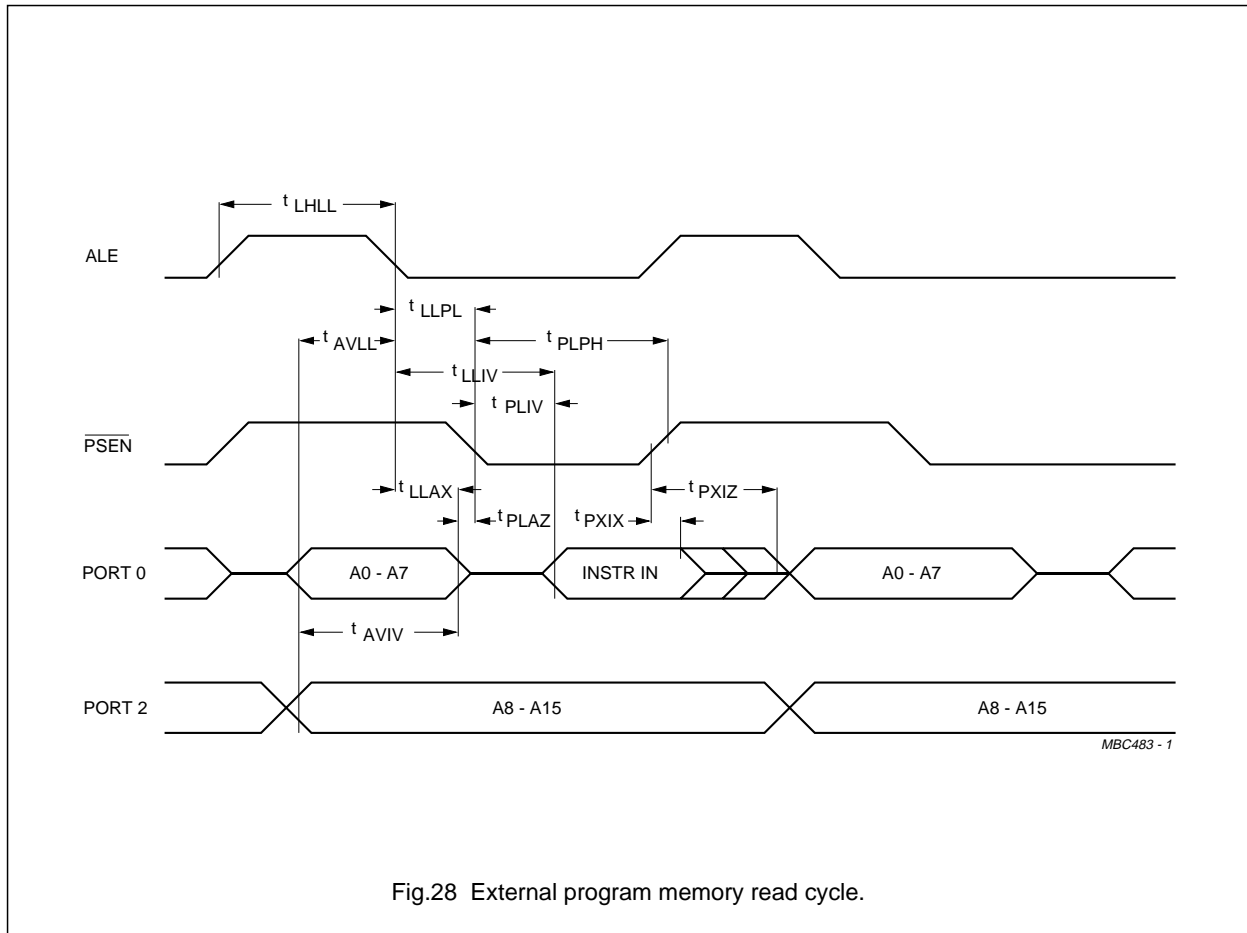 t LHLL
ALE
t LLPL
t AVLL
t PLPH
t LLIV
t PLIV
PSEN
t LLAX
t PXIZ
t PLAZ
t PXIX
PORT 0
A0 - A7
INSTR IN
A0 - A7
t AVIV
PORT 2
A8 - A15
A8 - A15
MBC483 - 1
Fig.28 External program memory read cycle.